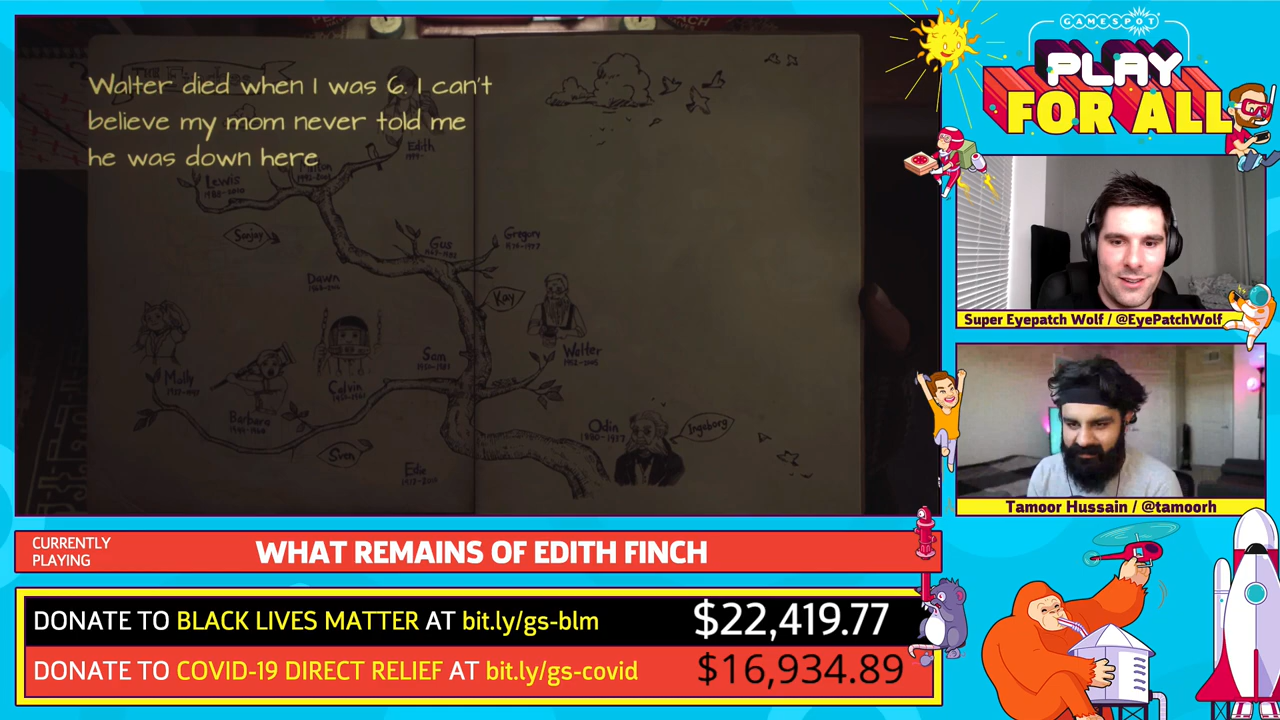 Walter died when I was 6. I can't
believe my mom never told me
he was down here
Edith
Lewis
Milton
Sanjay
Gus
Gregory
Dawn
Kay
Walter
Sam
Molly
Calvin
Barbara
Odin
Ingeborg
Sven
Edie
GAMESPOT
PLAY
FOR ALL
Super Eyepatch Wolf / @EyePatchWolf
Tamoor Hussain / @tamoorh
CURRENTLY
PLAYING
WHAT REMAINS OF EDITH FINCH
DONATE TO BLACK LIVES MATTER AT bit.ly/gs-blm
$22,419.77
DONATE TO COVID-19 DIRECT RELIEF AT bit.ly/gs-covid
$16,934.89